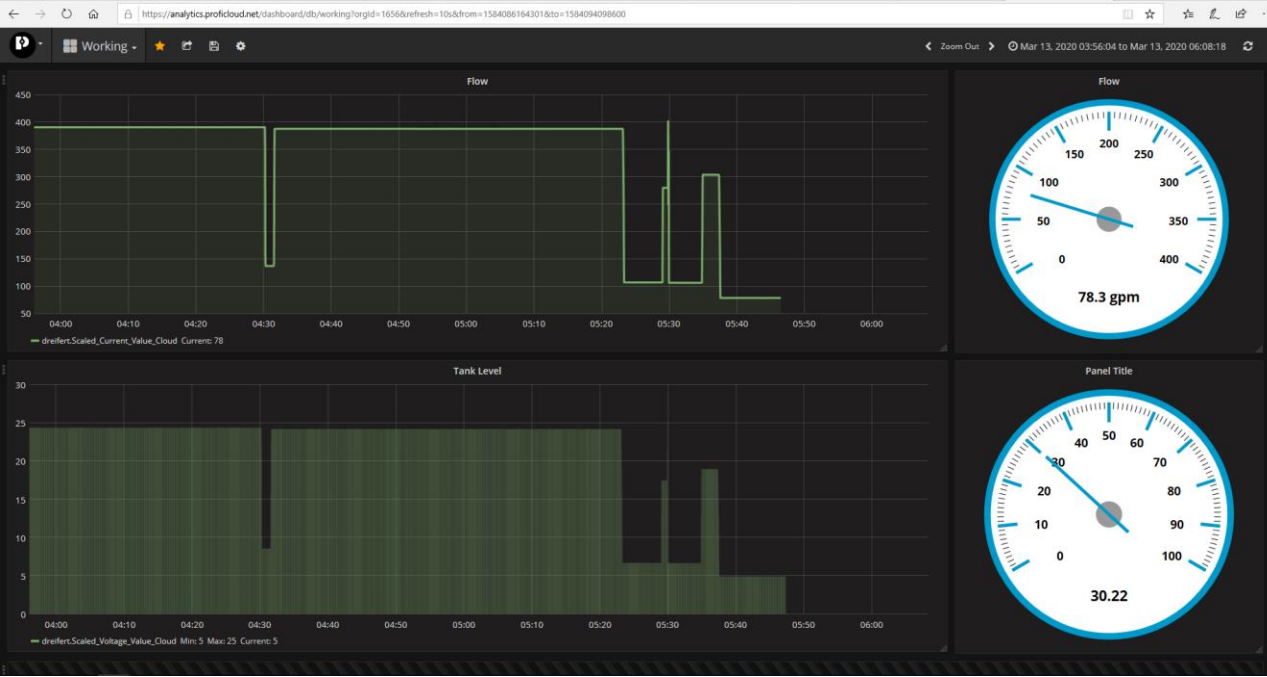 https://analytics.proficloud.net/dashboard/db/working?orgId=1656&refresh=10s&from=1584086164301&to=1584094098600
Working
Zoom Out
Mar 13, 2020 03:56:04 to Mar 13, 2020 06:08:18
Flow
450
400
350
300
250
200
150
100
50
04:00 04:10 04:20 04:30 04:40 04:50 05:00 05:10 05:20 05:30 05:40 05:50 06:00
dreifert.Scaled_Current_Value_Cloud Current: 78
Flow
0 50 100 150 200 250 300 350 400
78.3 gpm
Tank Level
30
25
20
15
10
5
0
04:00 04:10 04:20 04:30 04:40 04:50 05:00 05:10 05:20 05:30 05:40 05:50 06:00
dreifert.Scaled_Voltage_Value_Cloud Min: 5 Max: 25 Current: 5
Panel Title
0 10 20 30 40 50 60 70 80 90 100
30.22